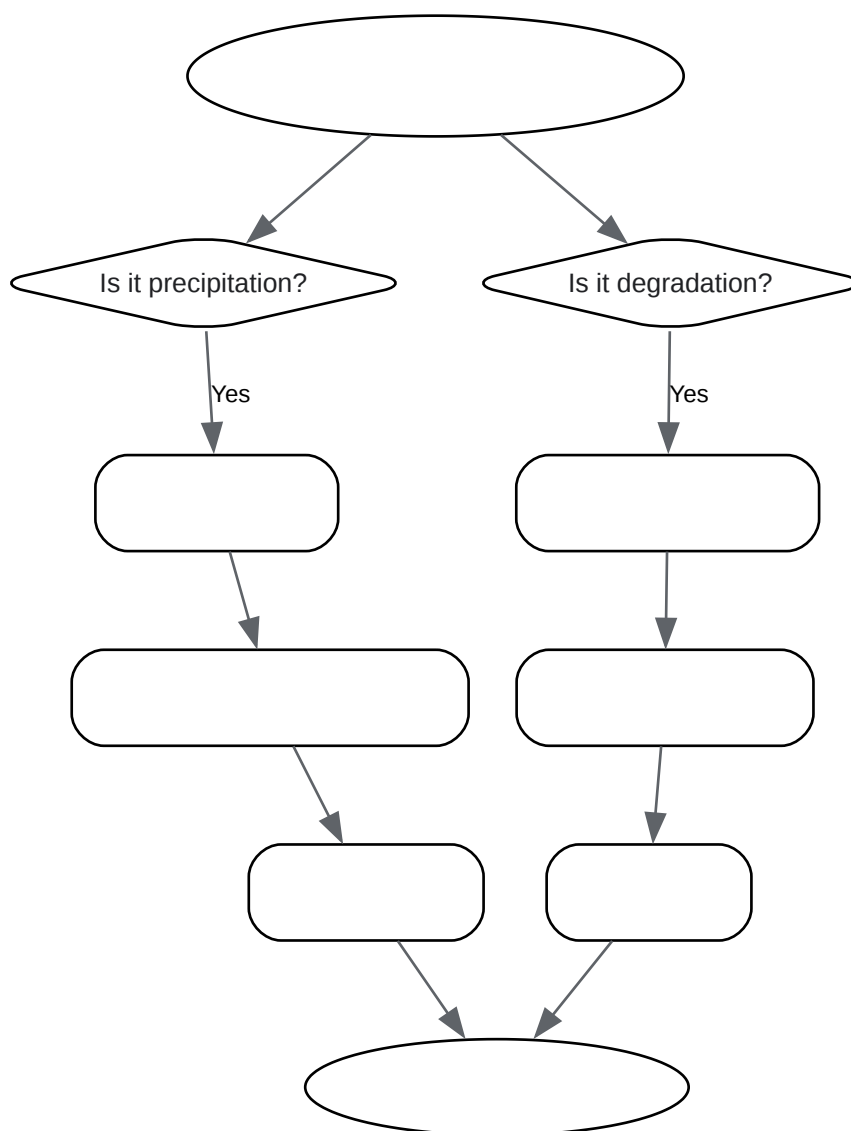 Is it precipitation?
Is it degradation?
Yes
Yes